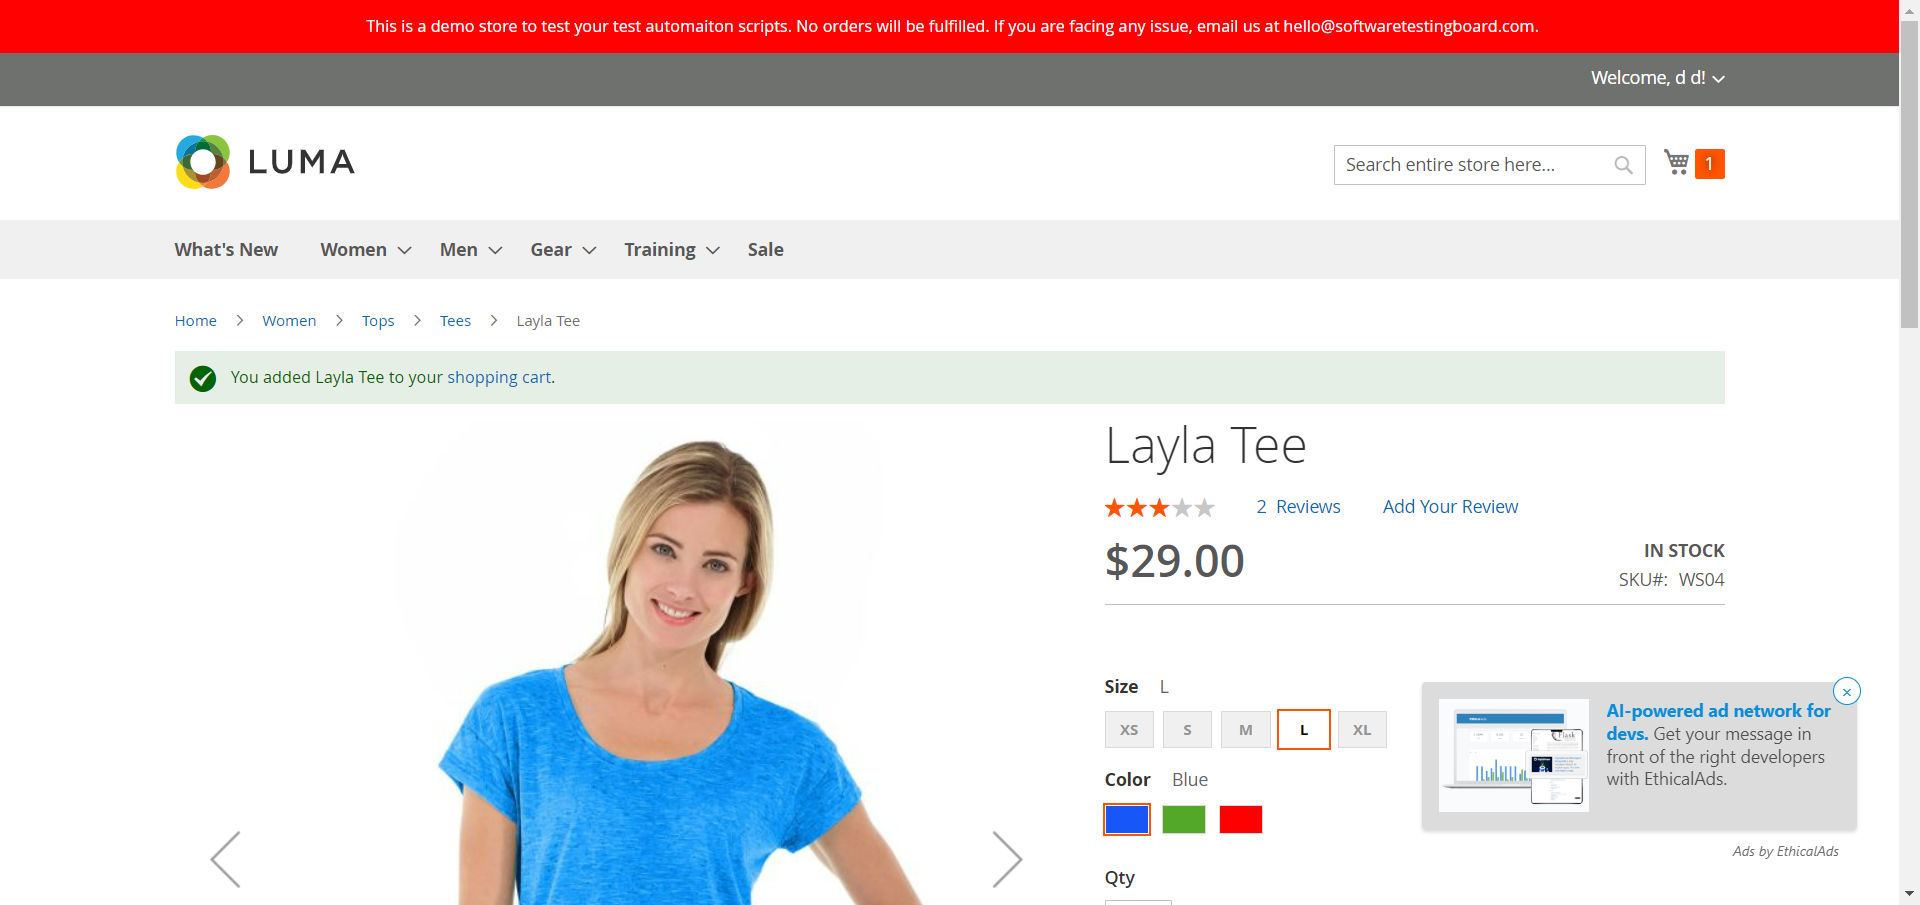 This is a demo store to test your test automaiton scripts. No orders will be fulfilled. If you are facing any issue, email us at hello@softwaretestingboard.com.
Welcome, d d!
LUMA
Search entire store here...
1
What's New Women Men Gear Training Sale
Home > Women > Tops > Tees > Layla Tee
You added Layla Tee to your shopping cart.
Layla Tee
2 Reviews Add Your Review
$29.00
IN STOCK
SKU#: WS04
Size L
XS S M L XL
Color Blue
Qty
AI-powered ad network for
devs. Get your message in
front of the right developers
with EthicalAds.
Ads by EthicalAds